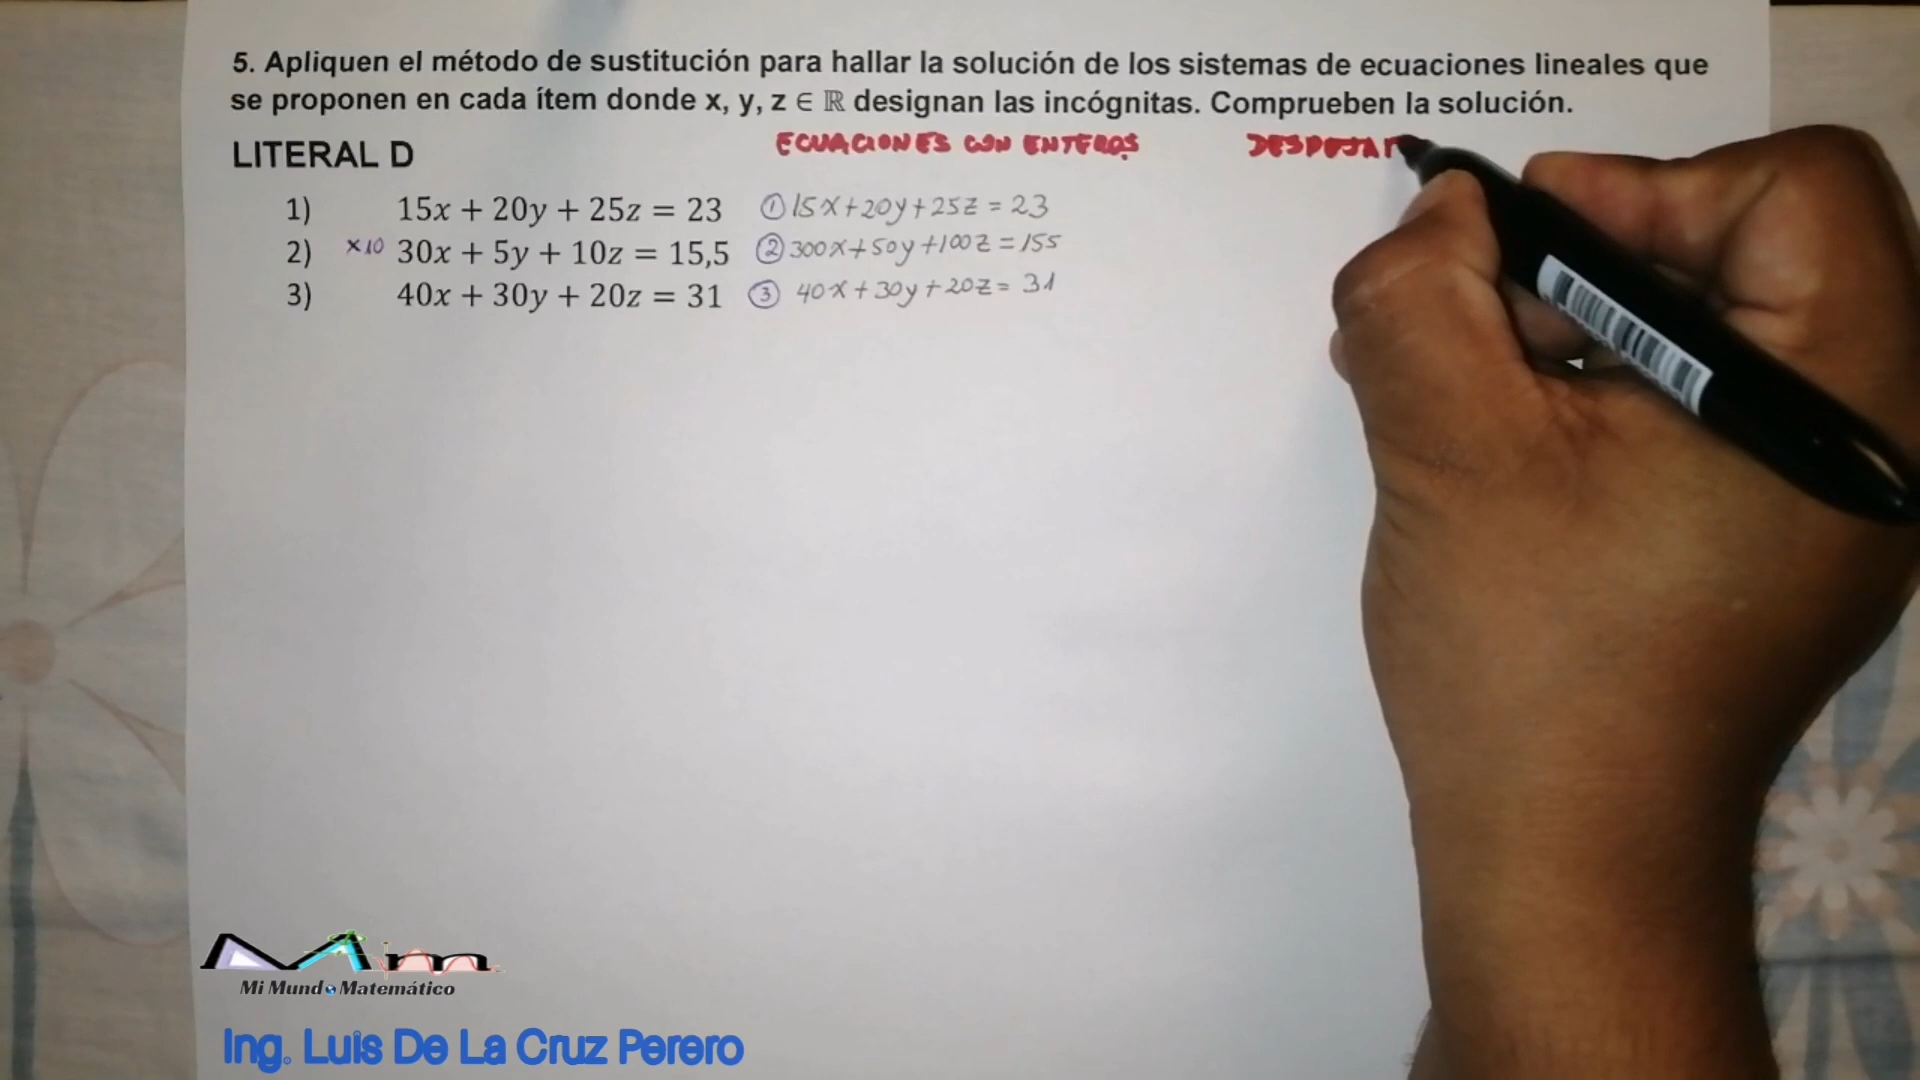 5. Apliquen el método de sustitución para hallar la solución de los sistemas de ecuaciones lineales que
se proponen en cada ítem donde x, y, z ∈ ℝ designan las incógnitas. Comprueben la solución.
ECUACIONES CON ENTEROS DESPEJAR
LITERAL D
1) 15x + 20y + 25z = 23 ① 15x+20y+25z = 23
2) ×10 30x + 5y + 10z = 15,5 ② 300x+50y+100z = 155
3) 40x + 30y + 20z = 31 ③ 40x+30y+20z = 31
Mim
Mi Mundo Matemático
Ing. Luis De La Cruz Perero